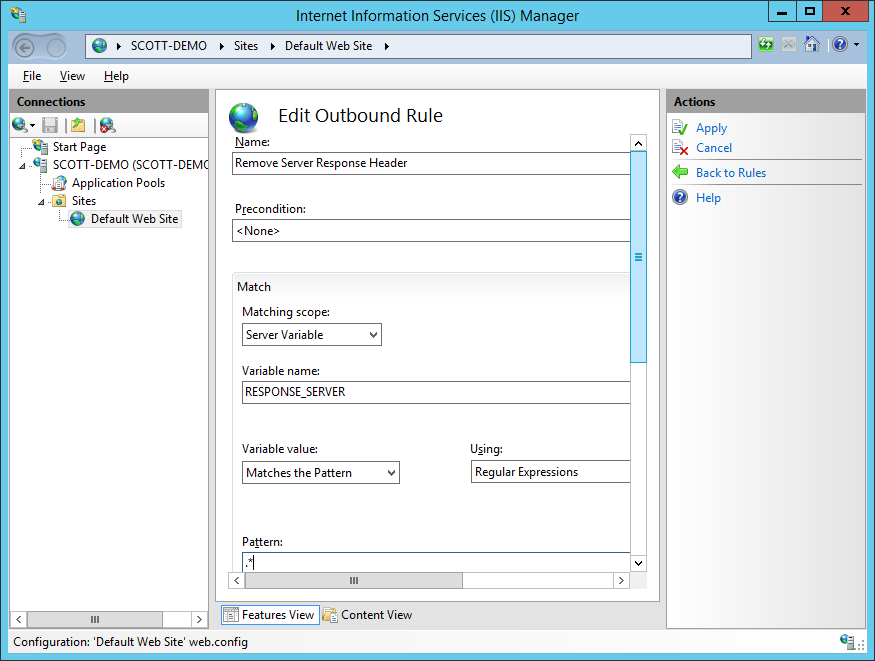 Internet Information Services (IIS) Manager
SCOTT-DEMO Sites Default Web Site
File View Help
Connections
Start Page
SCOTT-DEMO (SCOTT-DEMO
Application Pools
Sites
Default Web Site
Edit Outbound Rule
Name:
Remove Server Response Header
Precondition:
<None>
Match
Matching scope:
Server Variable
Variable name:
RESPONSE_SERVER
Variable value: Using:
Matches the Pattern Regular Expressions
Pattern:
.*
Features View Content View
Actions
Apply
Cancel
Back to Rules
Help
Configuration: 'Default Web Site' web.config